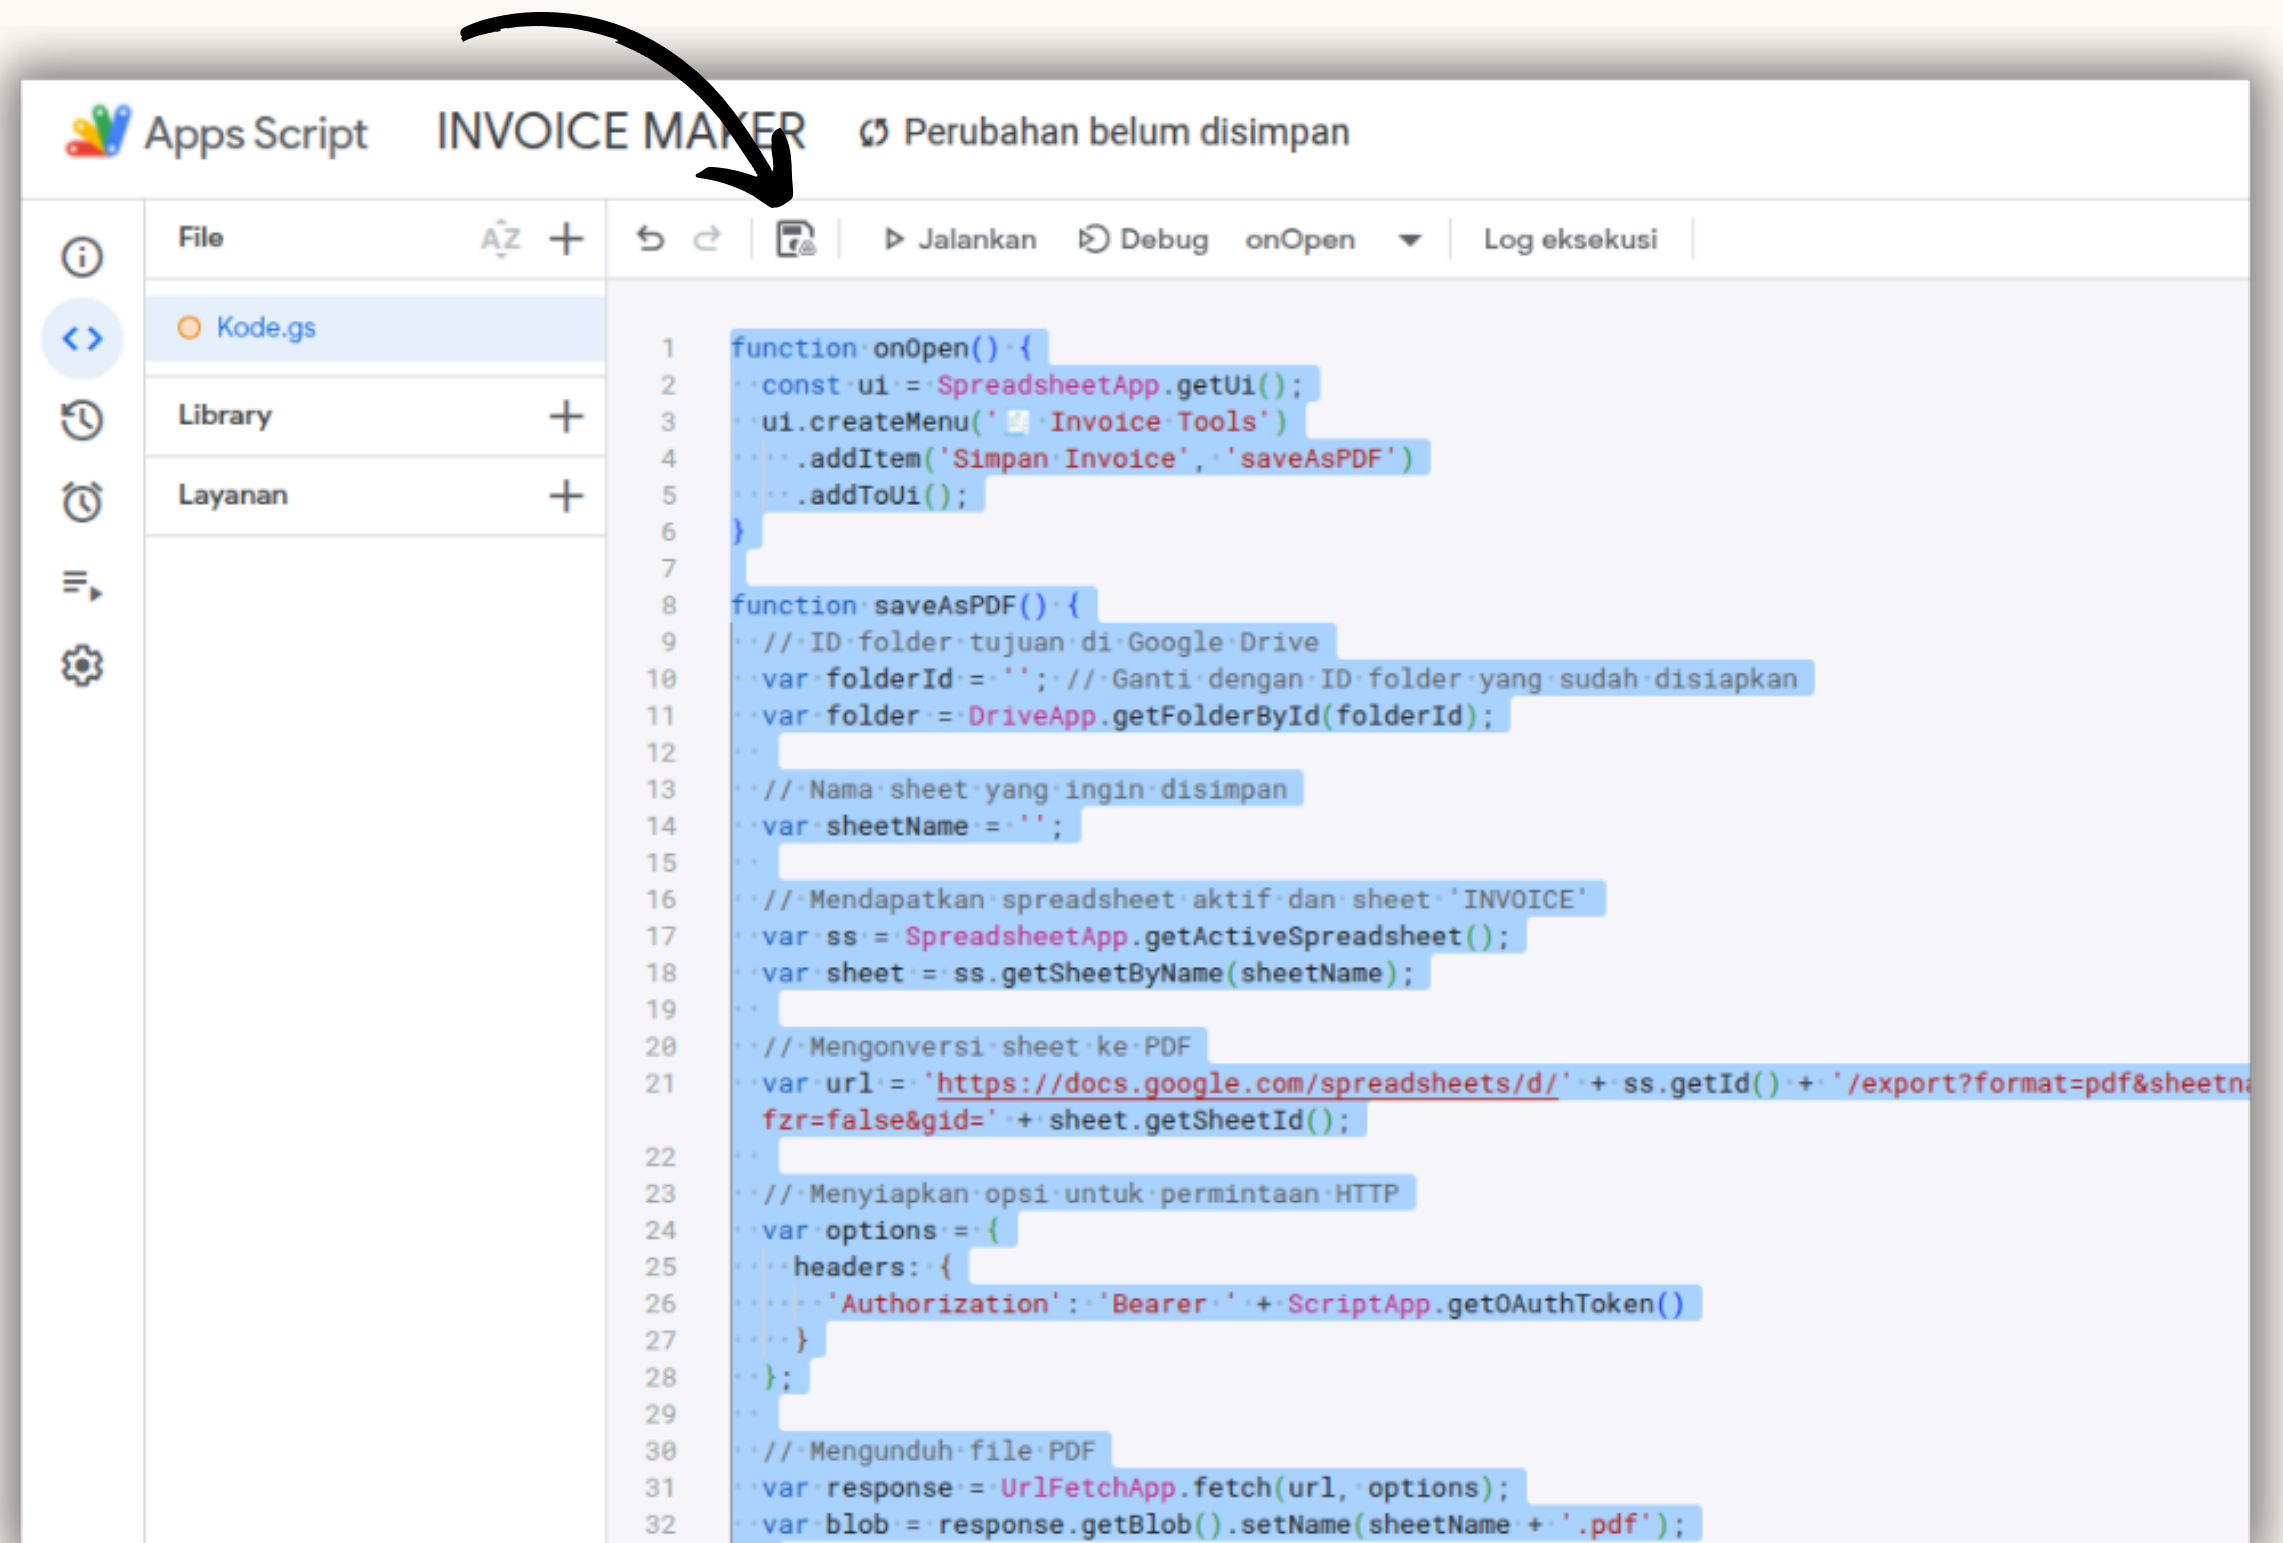 Apps Script INVOICE MAKER Perubahan belum disimpan
File AZ
Jalankan Debug onOpen Log eksekusi
Kode.gs
Library
Layanan
1 function onOpen() {
2 const ui = SpreadsheetApp.getUi();
3 ui.createMenu('🧾 Invoice Tools')
4 .addItem('Simpan Invoice', 'saveAsPDF')
5 .addToUi();
6 }
7
8 function saveAsPDF() {
9 // ID folder tujuan di Google Drive
10 var folderId = ''; // Ganti dengan ID folder yang sudah disiapkan
11 var folder = DriveApp.getFolderById(folderId);
12
13 // Nama sheet yang ingin disimpan
14 var sheetName = '';
15
16 // Mendapatkan spreadsheet aktif dan sheet 'INVOICE'
17 var ss = SpreadsheetApp.getActiveSpreadsheet();
18 var sheet = ss.getSheetByName(sheetName);
19
20 // Mengonversi sheet ke PDF
21 var url = 'https://docs.google.com/spreadsheets/d/' + ss.getId() + '/export?format=pdf&sheetna
fzr=false&gid=' + sheet.getSheetId();
22
23 // Menyiapkan opsi untuk permintaan HTTP
24 var options = {
25 headers: {
26 'Authorization': 'Bearer ' + ScriptApp.getOAuthToken()
27 }
28 };
29
30 // Mengunduh file PDF
31 var response = UrlFetchApp.fetch(url, options);
32 var blob = response.getBlob().setName(sheetName + '.pdf');